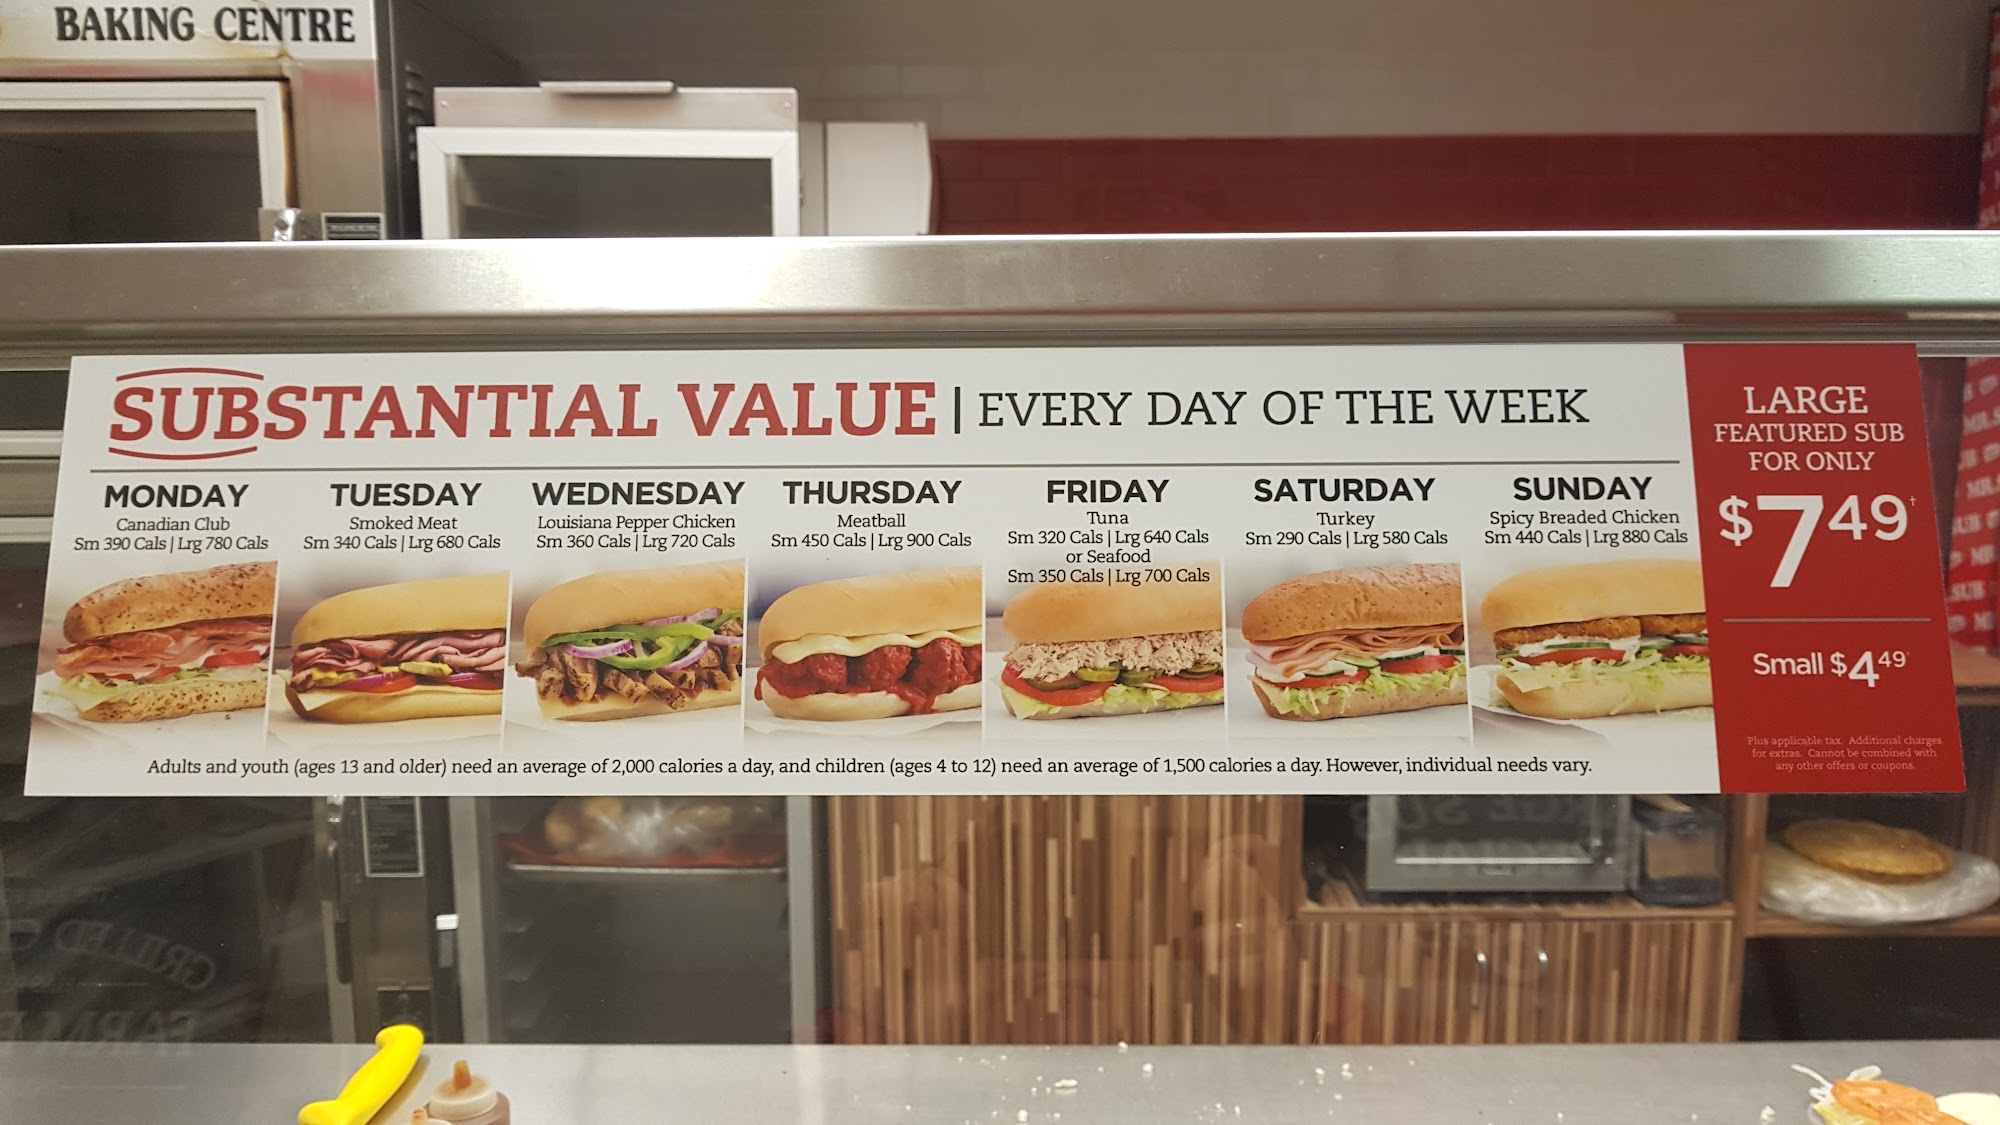 BAKING CENTRE
SUBSTANTIAL VALUE | EVERY DAY OF THE WEEK
MONDAY
Canadian Club
Sm 390 Cals | Lrg 780 Cals
TUESDAY
Smoked Meat
Sm 340 Cals | Lrg 680 Cals
WEDNESDAY
Louisiana Pepper Chicken
Sm 360 Cals | Lrg 720 Cals
THURSDAY
Meatball
Sm 450 Cals | Lrg 900 Cals
FRIDAY
Tuna
Sm 320 Cals | Lrg 640 Cals
or Seafood
Sm 350 Cals | Lrg 700 Cals
SATURDAY
Turkey
Sm 290 Cals | Lrg 580 Cals
SUNDAY
Spicy Breaded Chicken
Sm 440 Cals | Lrg 880 Cals
Adults and youth (ages 13 and older) need an average of 2,000 calories a day, and children (ages 4 to 12) need an average of 1,500 calories a day. However, individual needs vary.
LARGE
FEATURED SUB
FOR ONLY
$7.49†
Small $4.49†
†Plus applicable tax. Additional charges
for extras. Cannot be combined with
any other offers or coupons.